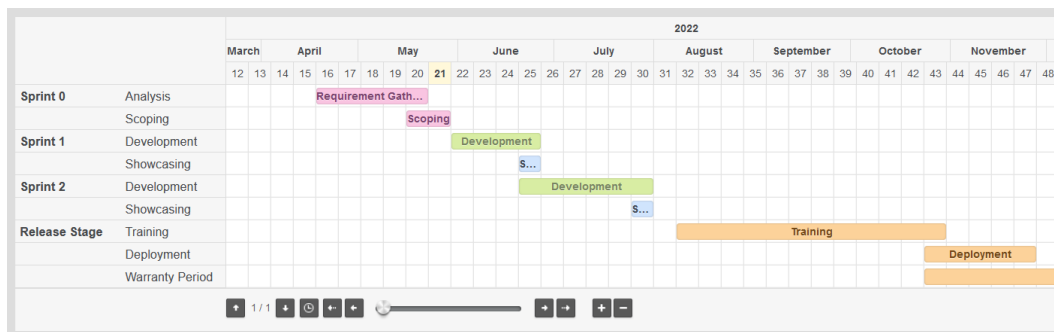 2022
March April May June July August September October November
12 13 14 15 16 17 18 19 20 21 22 23 24 25 26 27 28 29 30 31 32 33 34 35 36 37 38 39 40 41 42 43 44 45 46 47 48
Sprint 0 Analysis Requirement Gath...
Scoping Scoping
Sprint 1 Development Development
Showcasing S...
Sprint 2 Development Development
Showcasing S...
Release Stage Training Training
Deployment Deployment
Warranty Period
1 / 1